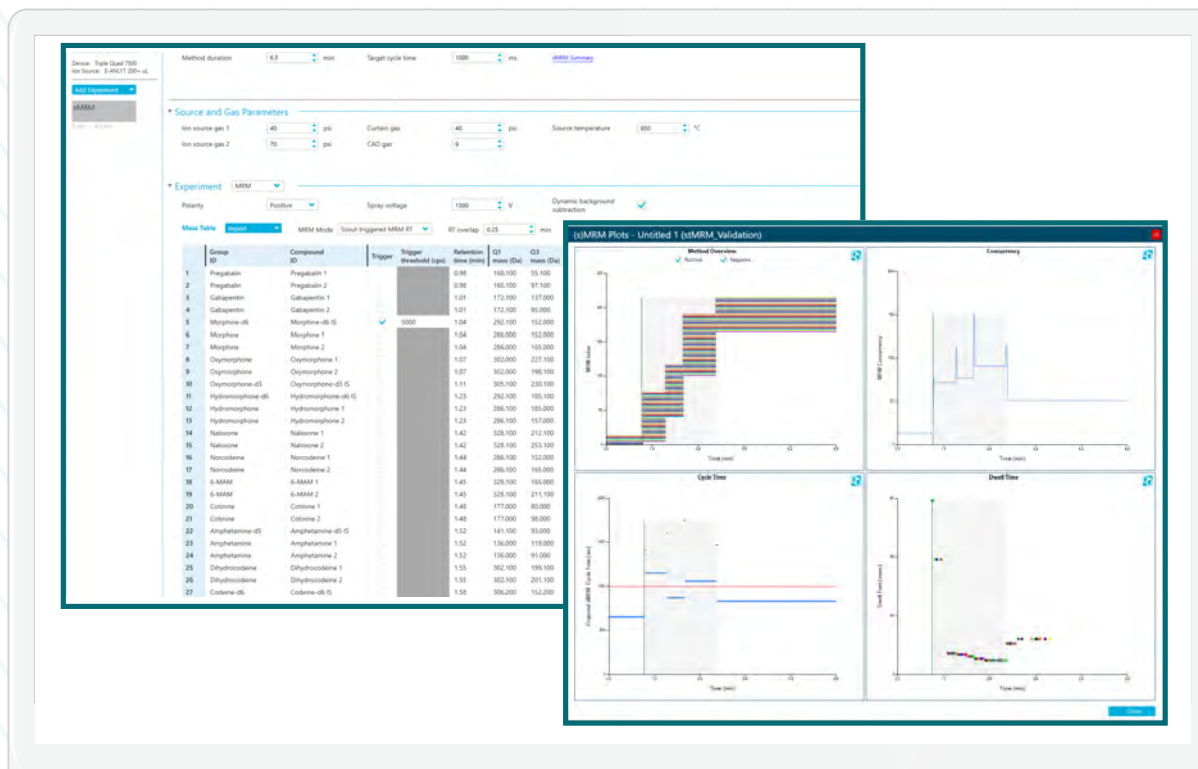 Device: Triple Quad 7500
Ion Source: E-ANLYT 200+ uL
Add Experiment
sMRM
Method duration 6.5 min Target cycle time 1000 ms sMRM Summary
Source and Gas Parameters
Ion source gas 1 40 psi Curtain gas 40 psi Source temperature 650 °C
Ion source gas 2 70 psi CAD gas 9
Experiment MRM
Polarity Positive Spray voltage 1500 V Dynamic background subtraction
Mass Table Import MRM Mode Scout triggered MRM RT RT overlap 0.25 min
Group ID Compound ID Trigger Trigger threshold (cps) Retention time (min) Q1 mass (Da) Q3 mass (Da)
1 Pregabalin Pregabalin 1 0.98 160.100 55.100
2 Pregabalin Pregabalin 2 0.98 160.100 97.100
3 Gabapentin Gabapentin 1 1.01 172.100 137.000
4 Gabapentin Gabapentin 2 1.01 172.100 95.000
5 Morphine-d6 Morphine-d6 IS 5000 1.04 292.100 152.000
6 Morphine Morphine 1 1.04 286.000 152.000
7 Morphine Morphine 2 1.04 286.000 165.000
8 Oxymorphone Oxymorphone 1 1.07 302.000 227.100
9 Oxymorphone Oxymorphone 2 1.07 302.000 198.100
10 Oxymorphone-d3 Oxymorphone-d3 IS 1.11 305.100 230.100
11 Hydromorphone-d6 Hydromorphone-d6 IS 1.23 292.100 185.100
12 Hydromorphone Hydromorphone 1 1.23 286.100 185.000
13 Hydromorphone Hydromorphone 2 1.23 286.100 157.000
14 Naloxone Naloxone 1 1.42 328.100 212.100
15 Naloxone Naloxone 2 1.42 328.100 253.100
16 Norcodeine Norcodeine 1 1.44 286.100 152.000
17 Norcodeine Norcodeine 2 1.44 286.100 165.000
18 6-MAM 6-MAM 1 1.45 328.100 165.000
19 6-MAM 6-MAM 2 1.45 328.100 211.100
20 Cotinine Cotinine 1 1.48 177.000 80.000
21 Cotinine Cotinine 2 1.48 177.000 98.000
22 Amphetamine-d5 Amphetamine-d5 IS 1.52 141.100 93.000
23 Amphetamine Amphetamine 1 1.52 136.000 119.000
24 Amphetamine Amphetamine 2 1.52 136.000 91.000
25 Dihydrocodeine Dihydrocodeine 1 1.55 302.100 199.100
26 Dihydrocodeine Dihydrocodeine 2 1.55 302.100 201.100
27 Codeine-d6 Codeine-d6 IS 1.58 306.200 152.200
(s)MRM Plots - Untitled 1 (stMRM_Validation)
Method Overview
Positive Negative
MRM Index
Time (min)
Concurrency
MRM Concurrency
Time (min)
Cycle Time
Time (min)
Dwell Time
Time (min)
Close